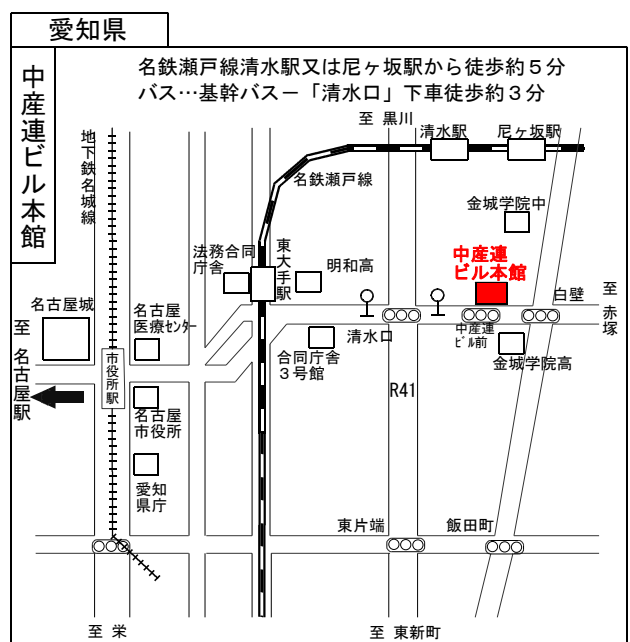 愛知県
中産連ビル本館
名鉄瀬戸線清水駅又は尼ヶ坂駅から徒歩約５分
バス…基幹バス－「清水口」下車徒歩約３分
至 黒川
清水駅
尼ヶ坂駅
地下鉄名城線
名鉄瀬戸線
金城学院中
法務合同
庁舎
東大手駅
明和高
中産連
ビル本館
白壁
至 赤塚
名古屋城
名古屋
医療ｾﾝﾀｰ
清水口
中産連
ﾋﾞﾙ前
合同庁舎
３号館
金城学院高
至 名古屋駅
市役所駅
R41
名古屋
市役所
愛知
県庁
東片端
飯田町
至 栄
至 東新町